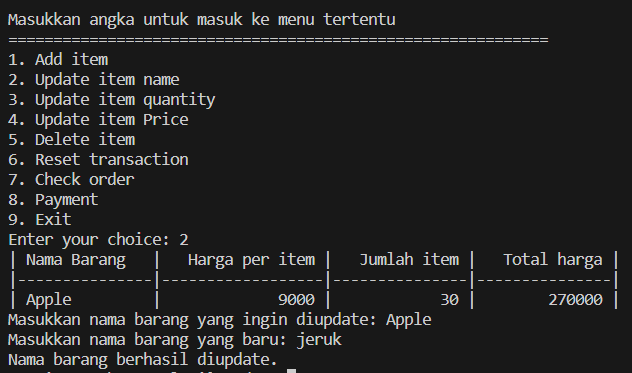 Masukkan angka untuk masuk ke menu tertentu
============================================================
1. Add item
2. Update item name
3. Update item quantity
4. Update item Price
5. Delete item
6. Reset transaction
7. Check order
8. Payment
9. Exit
Enter your choice: 2
| Nama Barang   |   Harga per item |   Jumlah item |   Total harga |
|---------------|------------------|---------------|---------------|
| Apple         |             9000 |            30 |        270000 |
Masukkan nama barang yang ingin diupdate: Apple
Masukkan nama barang yang baru: jeruk
Nama barang berhasil diupdate.